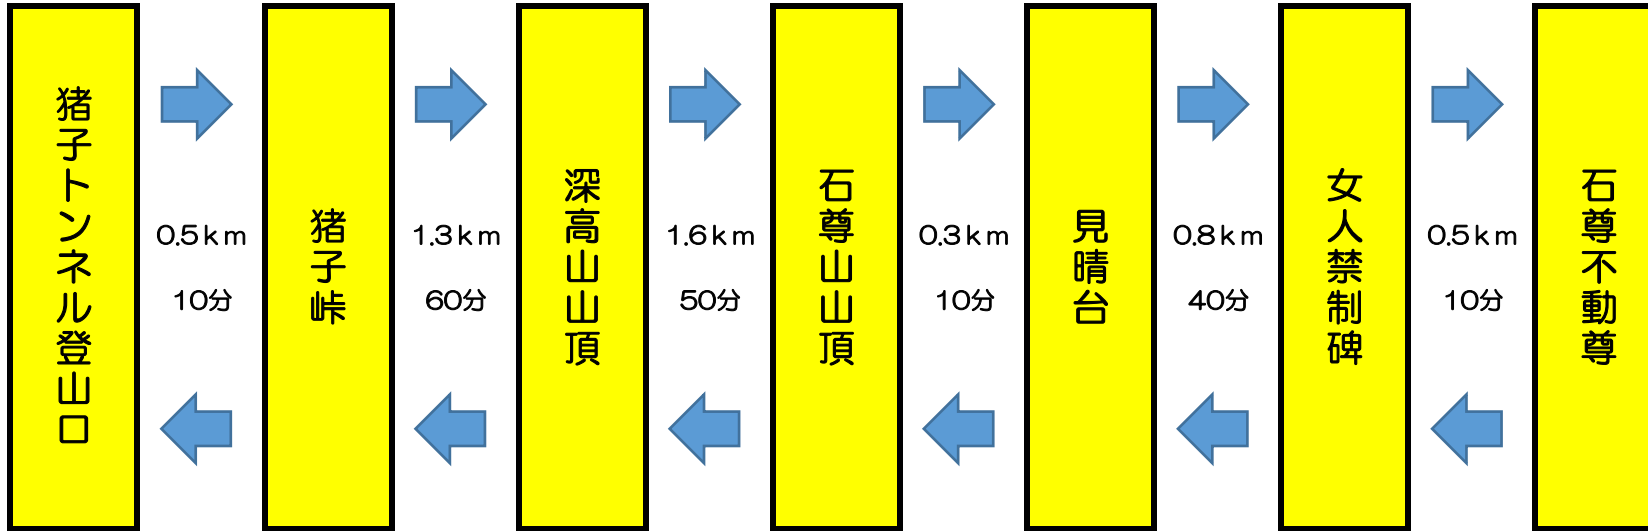 猪子トンネル登山口
0.5km
10分
猪子峠
1.3km
60分
深高山山頂
1.6km
50分
石尊山山頂
0.3km
10分
見晴台
0.8km
40分
女人禁制碑
0.5km
10分
石尊不動尊